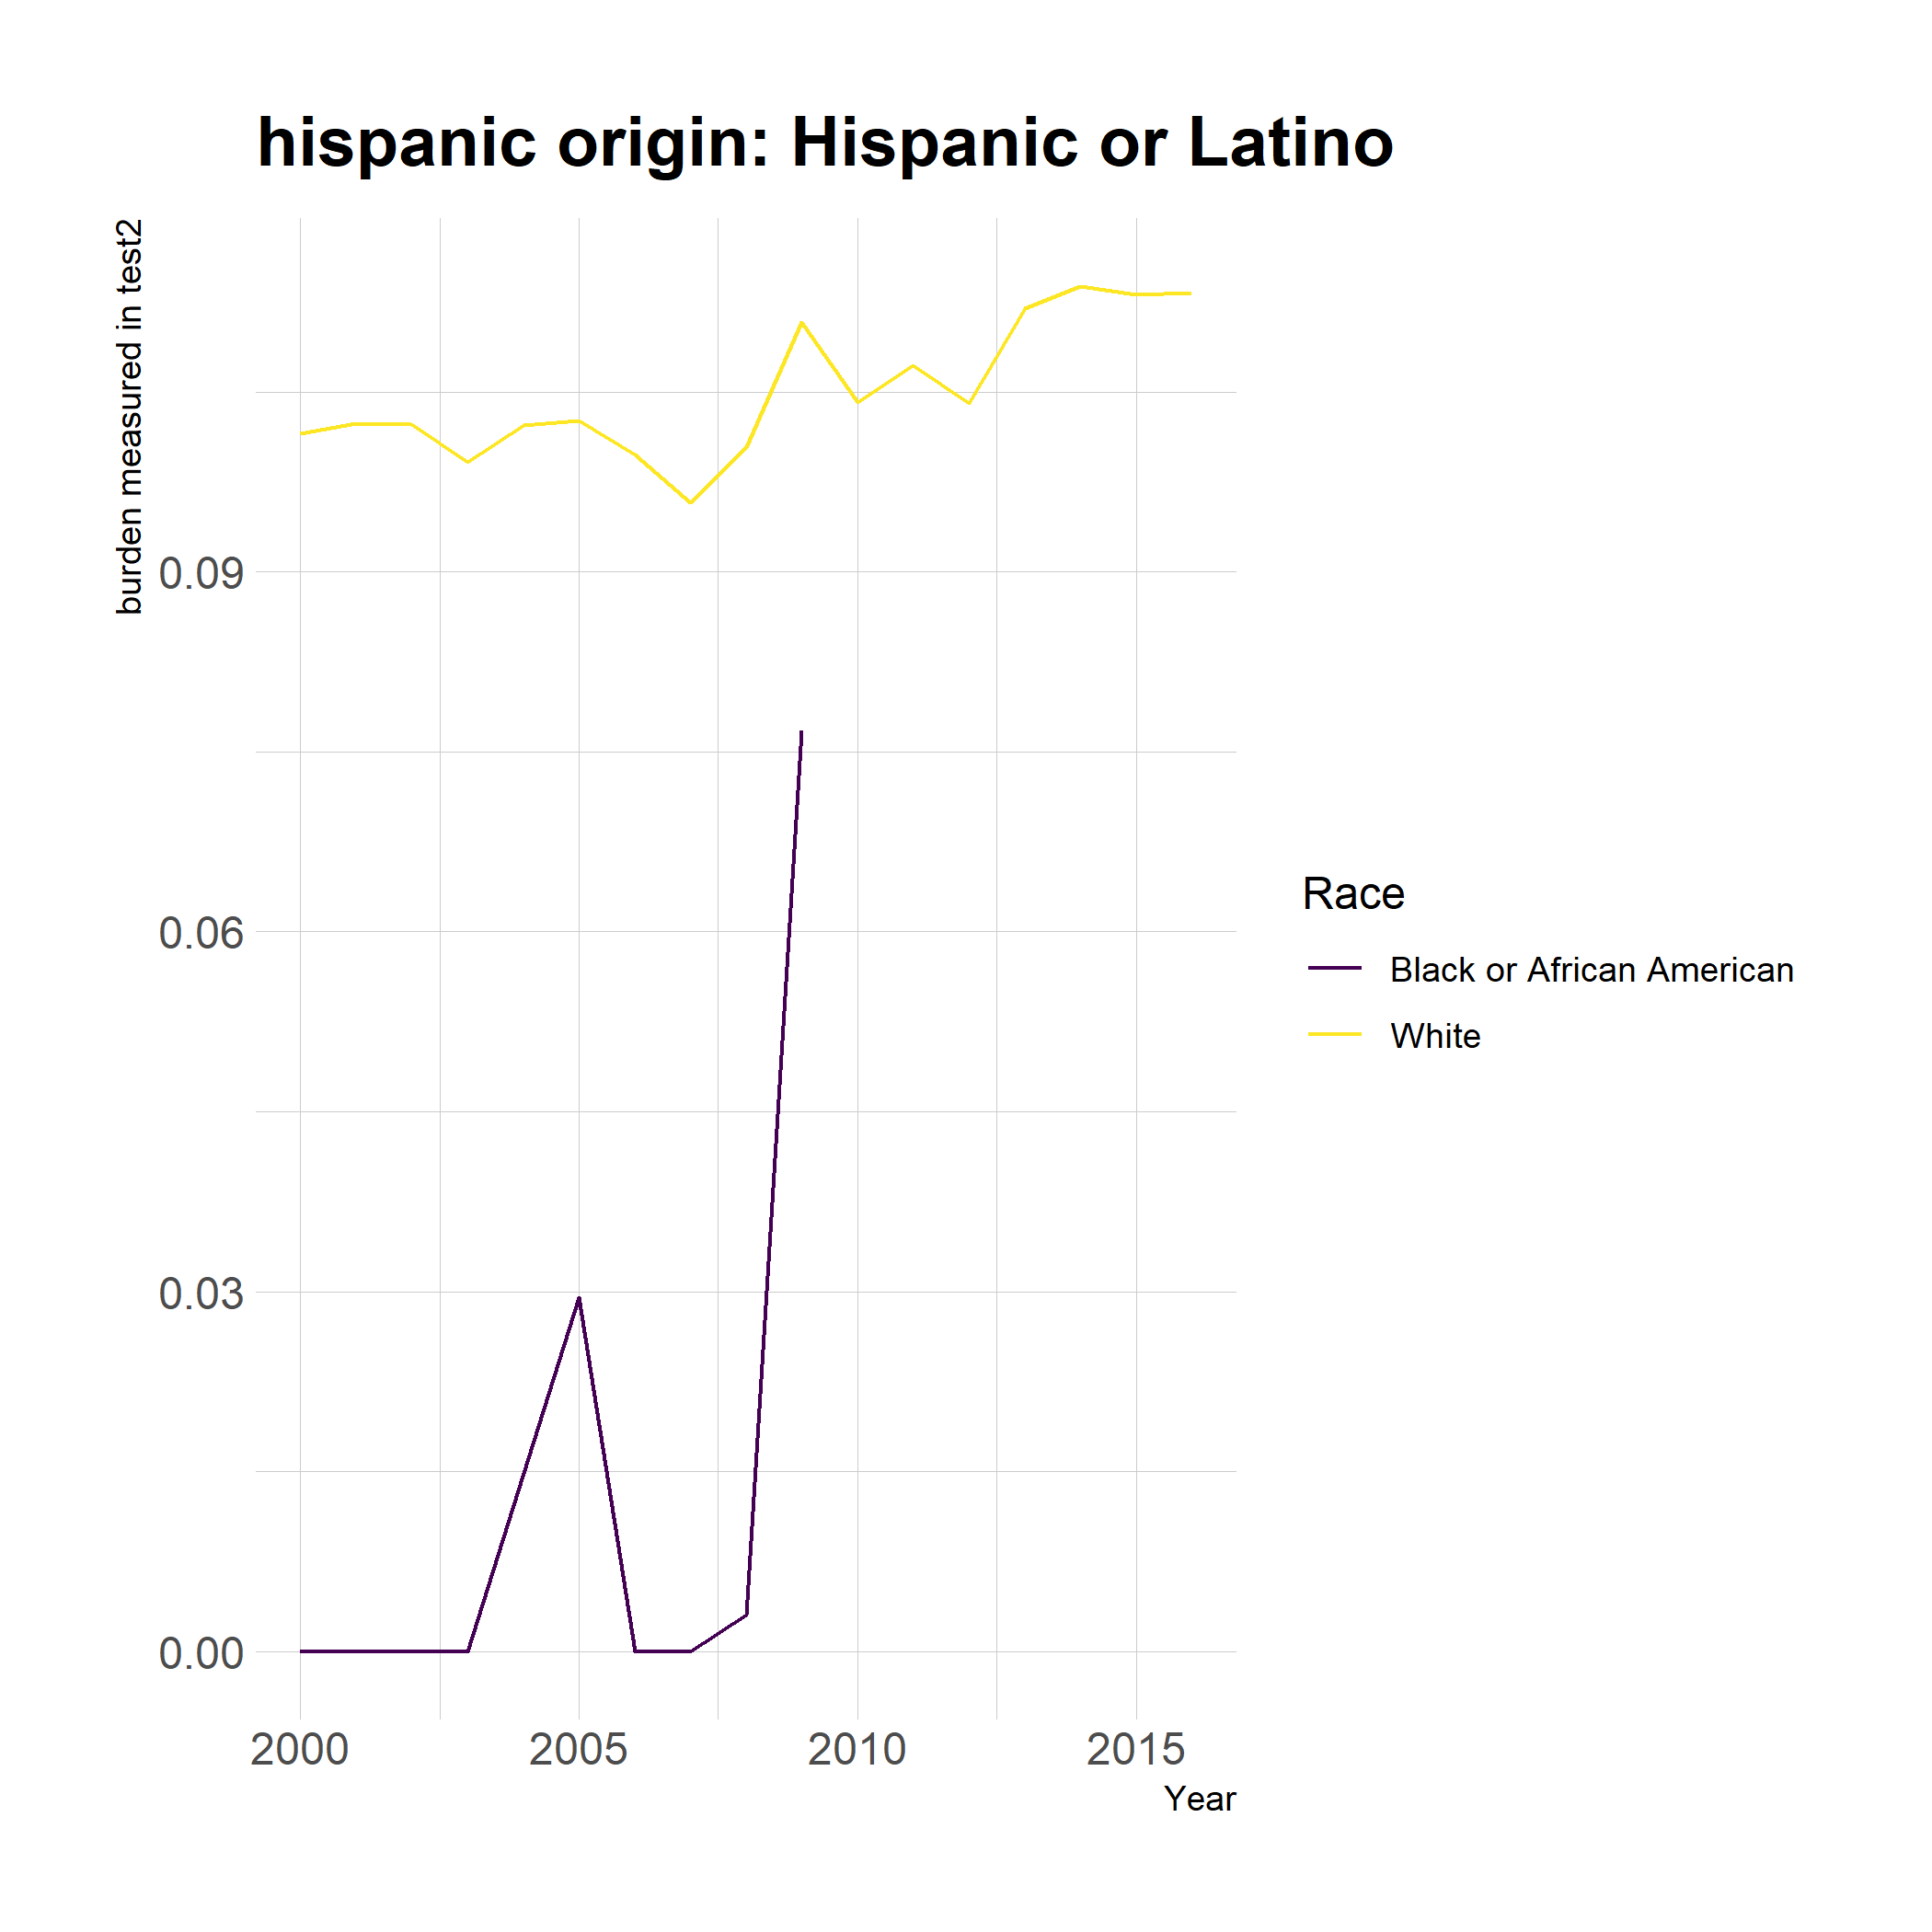 hispanic origin: Hispanic or Latino
burden measured in test2
0.09
0.06
0.03
0.00
2000
2005
2010
2015
Year
Race
Black or African American
White